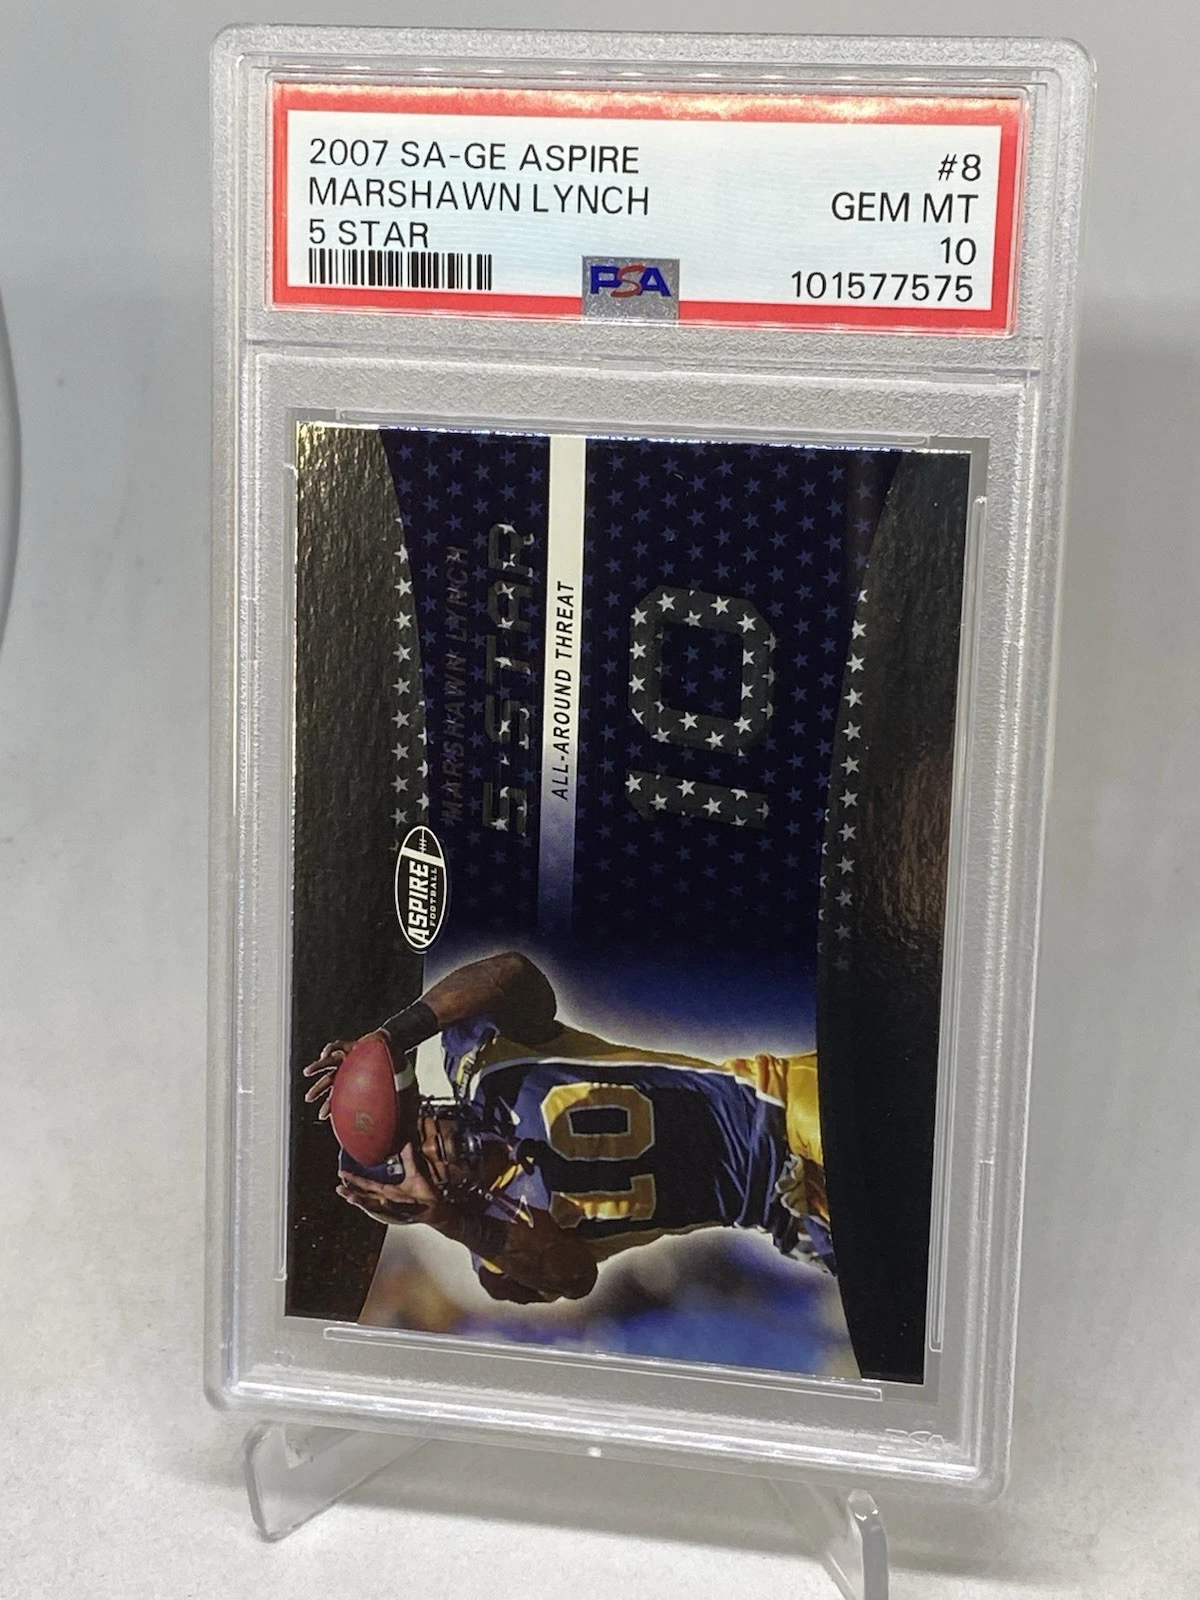 2007 SA-GE ASPIRE #8
MARSHAWN LYNCH GEM MT
5 STAR 10
PSA 101577575
MARSHAWN LYNCH
5 STAR
ALL-AROUND THREAT
10
ASPIRE
FOOTBALL
10
PSA